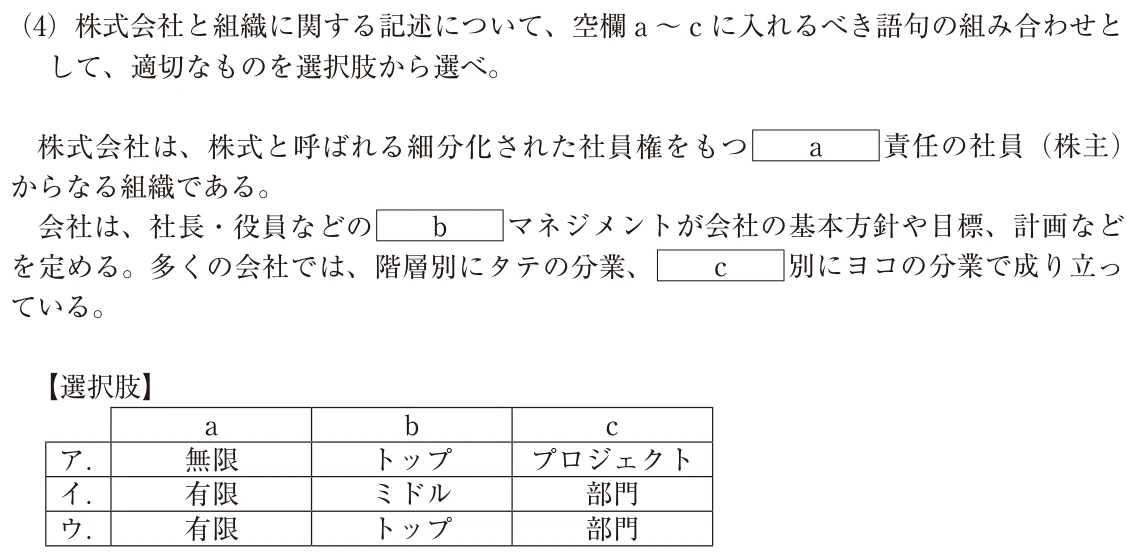 （4）株式会社と組織に関する記述について、空欄 a ～ c に入れるべき語句の組み合わせと
して、適切なものを選択肢から選べ。
株式会社は、株式と呼ばれる細分化された社員権をもつ a 責任の社員（株主）
からなる組織である。
会社は、社長・役員などの b マネジメントが会社の基本方針や目標、計画など
を定める。多くの会社では、階層別にタテの分業、 c 別にヨコの分業で成り立っ
ている。
【選択肢】
a b c
ア． 無限 トップ プロジェクト
イ． 有限 ミドル 部門
ウ． 有限 トップ 部門